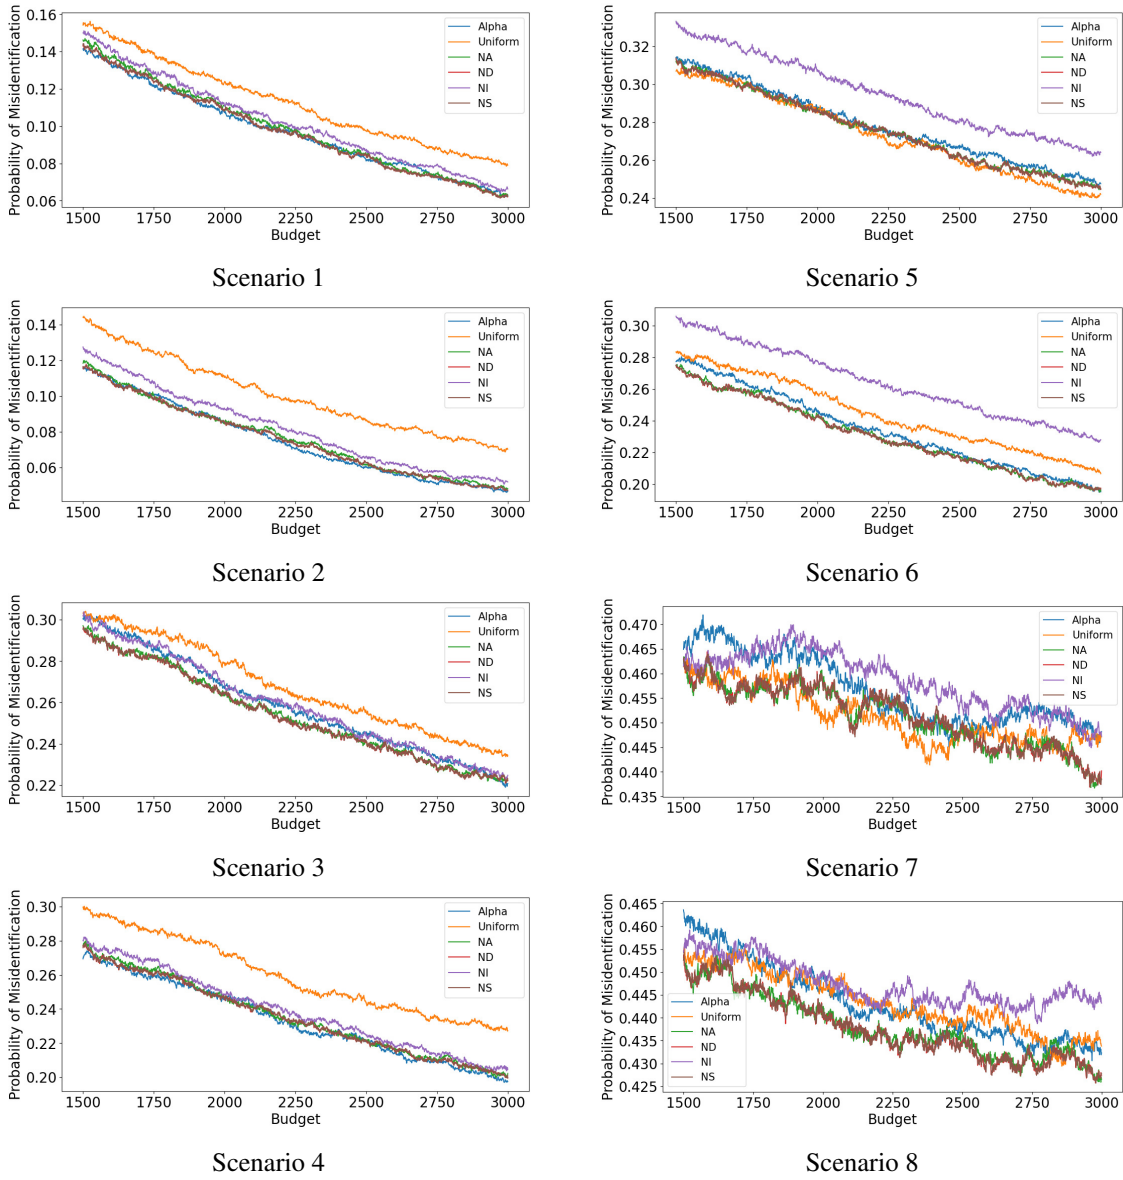 Probability of Misidentification
0.16
0.14
0.12
0.10
0.08
0.06
1500 1750 2000 2250 2500 2750 3000
Budget
Alpha
Uniform
NA
ND
NI
NS
Scenario 1
Probability of Misidentification
0.32
0.30
0.28
0.26
0.24
1500 1750 2000 2250 2500 2750 3000
Budget
Alpha
Uniform
NA
ND
NI
NS
Scenario 5
Probability of Misidentification
0.14
0.12
0.10
0.08
0.06
1500 1750 2000 2250 2500 2750 3000
Budget
Alpha
Uniform
NA
ND
NI
NS
Scenario 2
Probability of Misidentification
0.30
0.28
0.26
0.24
0.22
0.20
1500 1750 2000 2250 2500 2750 3000
Budget
Alpha
Uniform
NA
ND
NI
NS
Scenario 6
Probability of Misidentification
0.30
0.28
0.26
0.24
0.22
1500 1750 2000 2250 2500 2750 3000
Budget
Alpha
Uniform
NA
ND
NI
NS
Scenario 3
Probability of Misidentification
0.470
0.465
0.460
0.455
0.450
0.445
0.440
0.435
1500 1750 2000 2250 2500 2750 3000
Budget
Alpha
Uniform
NA
ND
NI
NS
Scenario 7
Probability of Misidentification
0.30
0.28
0.26
0.24
0.22
0.20
1500 1750 2000 2250 2500 2750 3000
Budget
Alpha
Uniform
NA
ND
NI
NS
Scenario 4
Probability of Misidentification
0.465
0.460
0.455
0.450
0.445
0.440
0.435
0.430
0.425
1500 1750 2000 2250 2500 2750 3000
Budget
Alpha
Uniform
NA
ND
NI
NS
Scenario 8